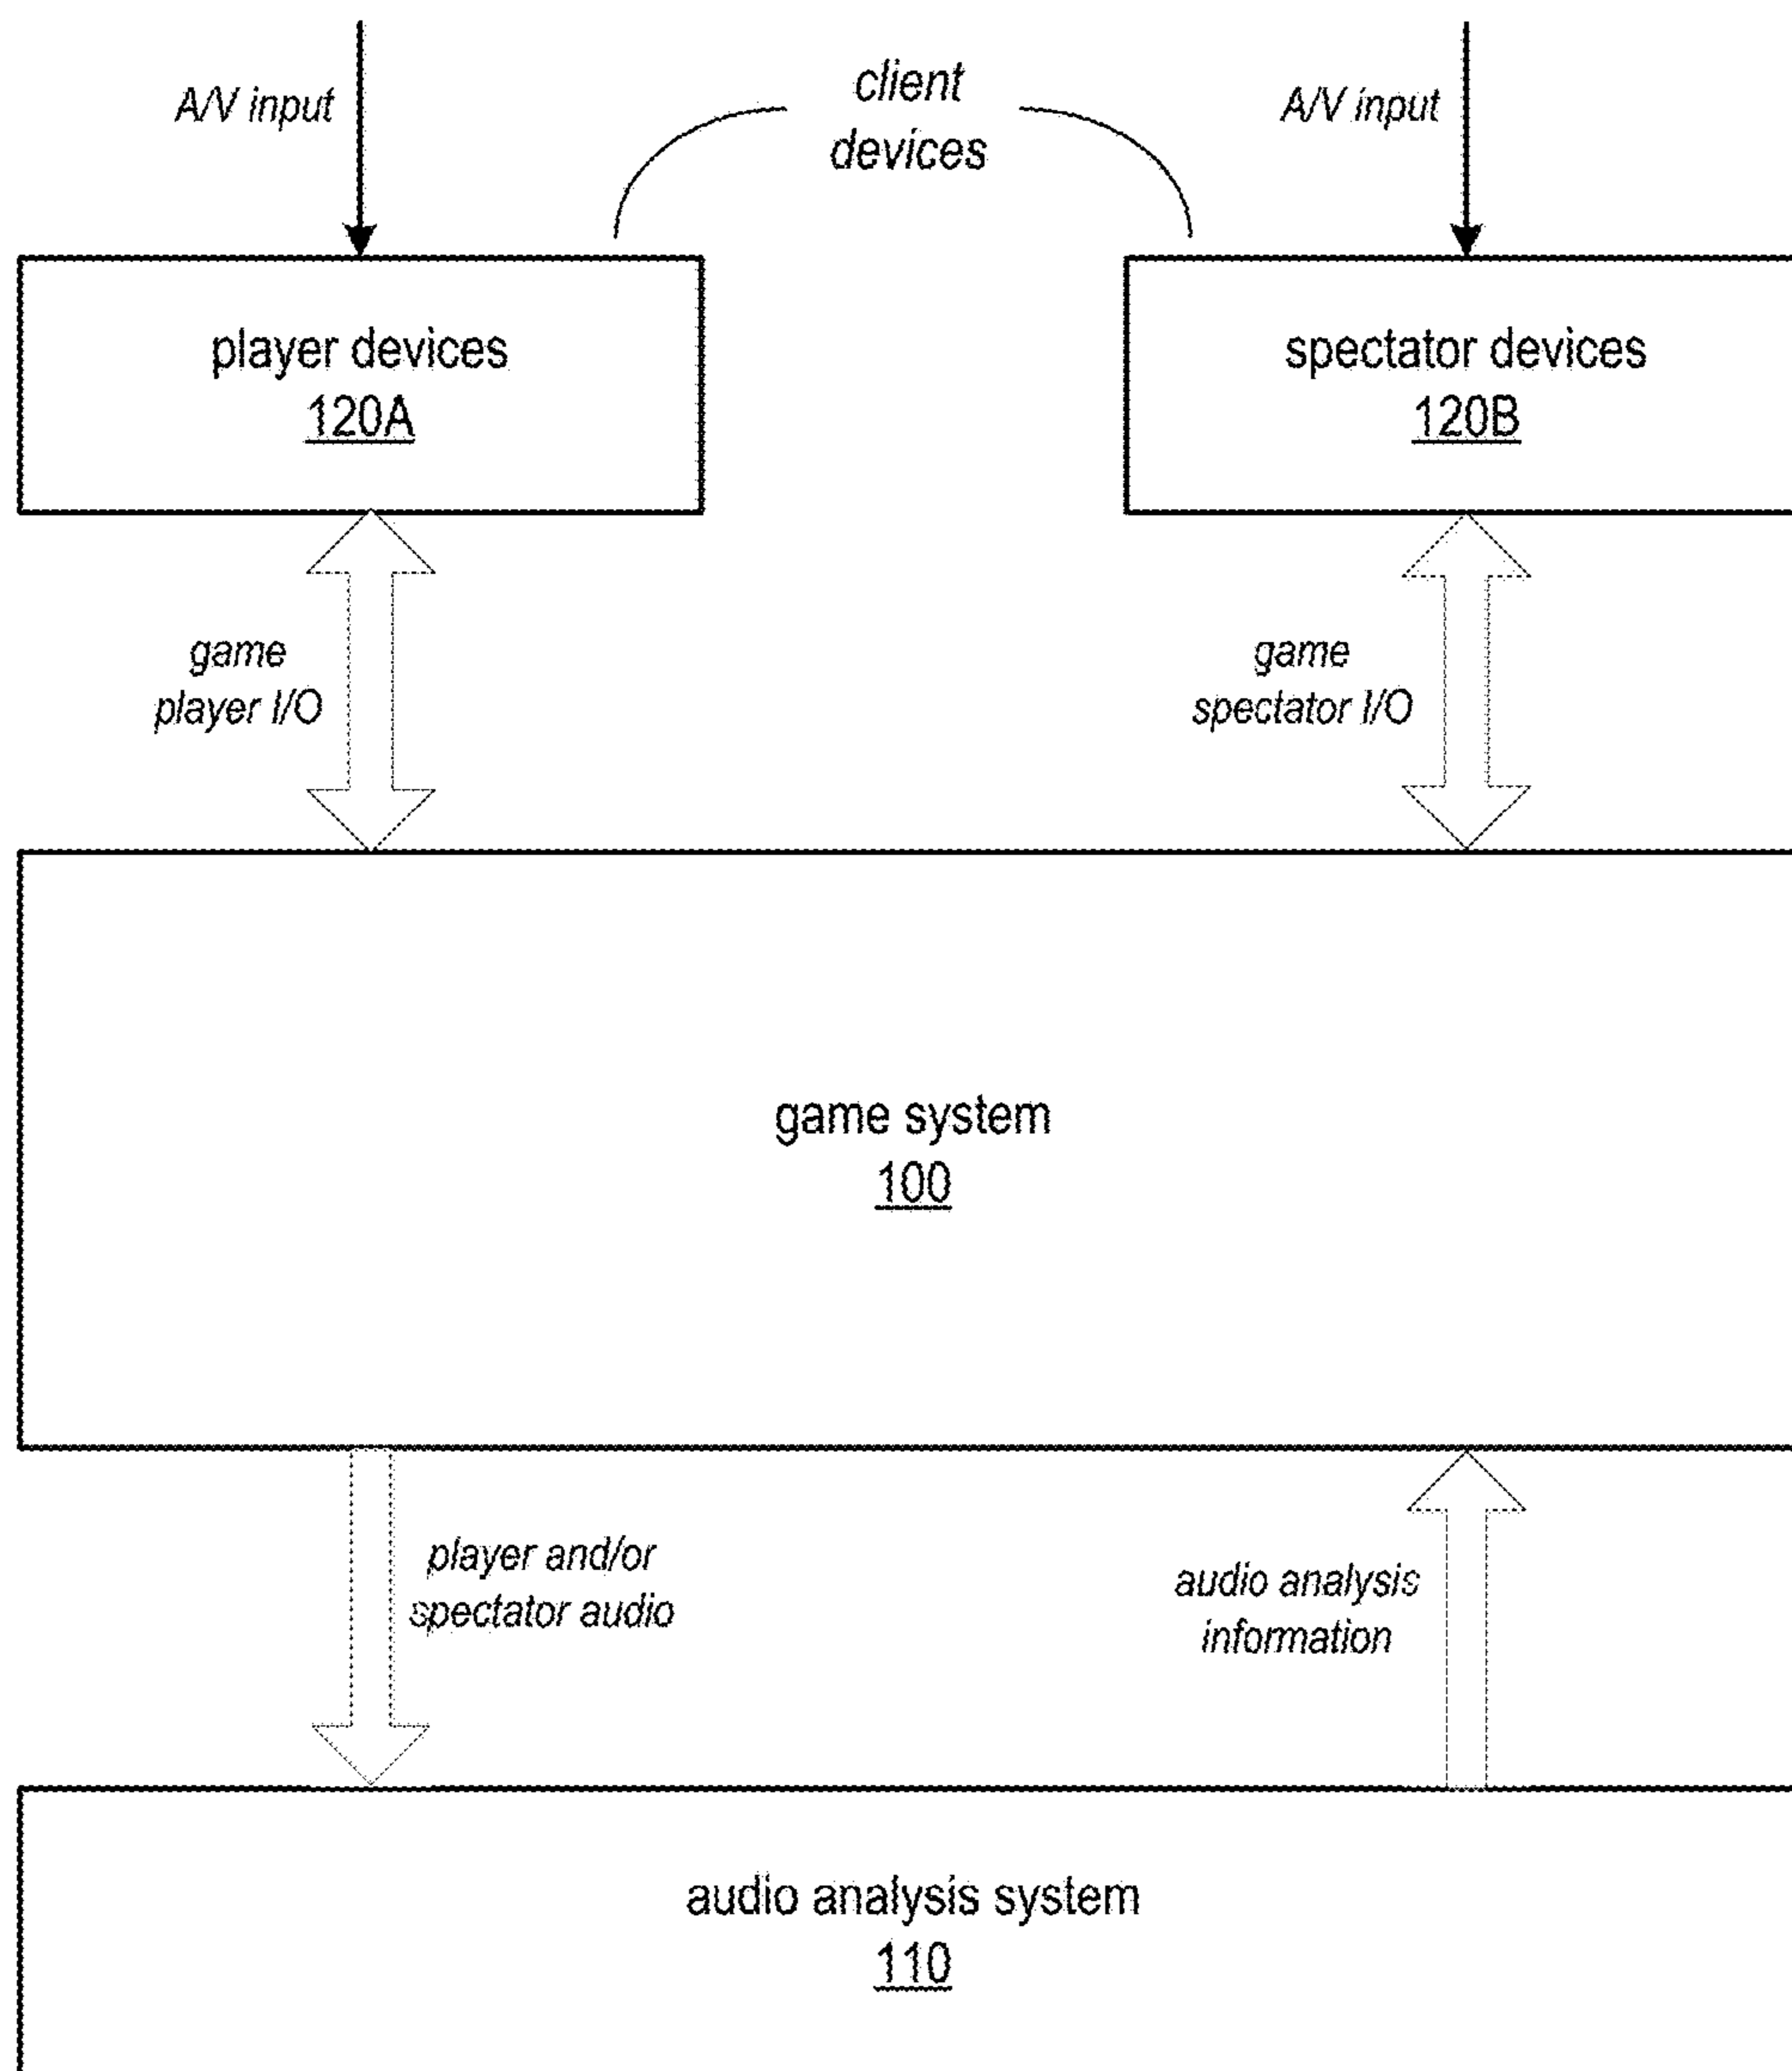 A/V input
client
devices
A/V input
player devices
120A
spectator devices
120B
game
player I/O
game
spectator I/O
game system
100
player and/or
spectator audio
audio analysis
information
audio analysis system
110